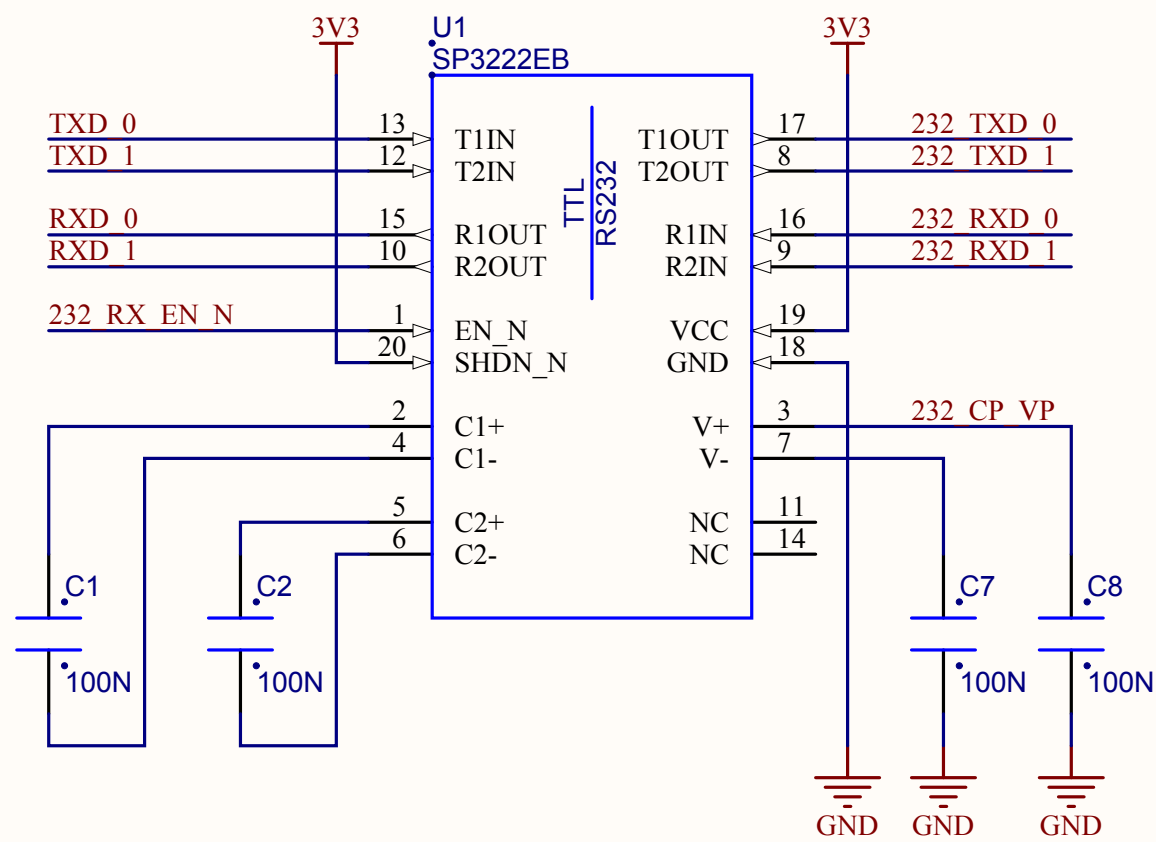 3V3
U1
SP3222EB
3V3
TXD_0
13
T1IN
T1OUT
17
232_TXD_0
TXD_1
12
T2IN
T2OUT
8
232_TXD_1
TTL
RS232
RXD_0
15
R1OUT
R1IN
16
232_RXD_0
RXD_1
10
R2OUT
R2IN
9
232_RXD_1
232_RX_EN_N
1
EN_N
VCC
19
20
SHDN_N
GND
18
2
C1+
V+
3
232_CP_VP
4
C1-
V-
7
5
C2+
NC
11
6
C2-
NC
14
C1
C2
C7
C8
100N
100N
100N
100N
GND
GND
GND